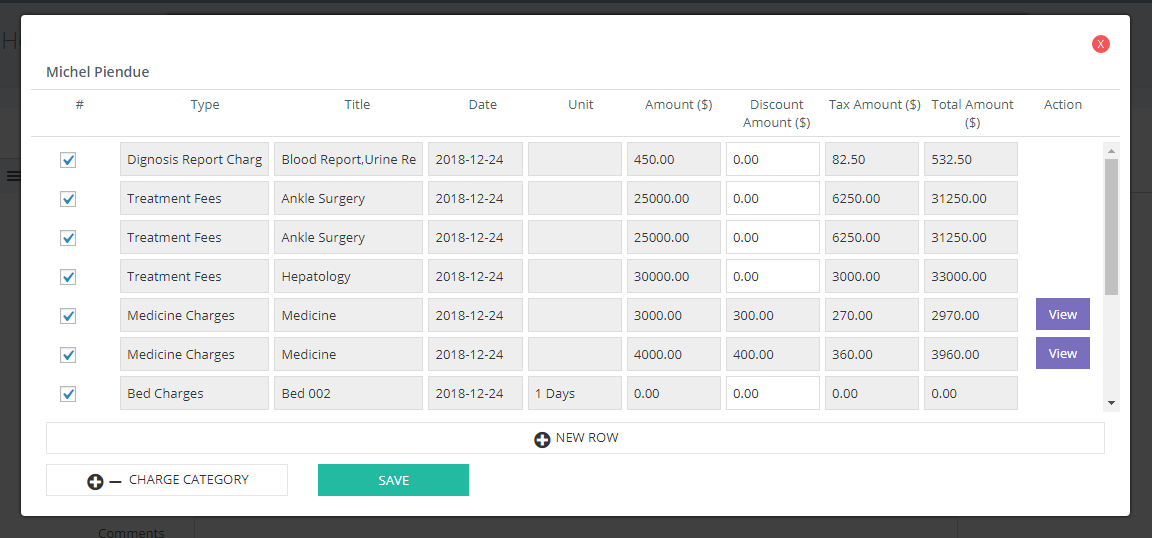 X
Michel Piendue
# Type Title Date Unit Amount ($) Discount Amount ($) Tax Amount ($) Total Amount ($) Action
Dignosis Report Charg Blood Report,Urine Re 2018-12-24 450.00 0.00 82.50 532.50
Treatment Fees Ankle Surgery 2018-12-24 25000.00 0.00 6250.00 31250.00
Treatment Fees Ankle Surgery 2018-12-24 25000.00 0.00 6250.00 31250.00
Treatment Fees Hepatology 2018-12-24 30000.00 0.00 3000.00 33000.00
Medicine Charges Medicine 2018-12-24 3000.00 300.00 270.00 2970.00 View
Medicine Charges Medicine 2018-12-24 4000.00 400.00 360.00 3960.00 View
Bed Charges Bed 002 2018-12-24 1 Days 0.00 0.00 0.00 0.00
NEW ROW
CHARGE CATEGORY SAVE
Comments